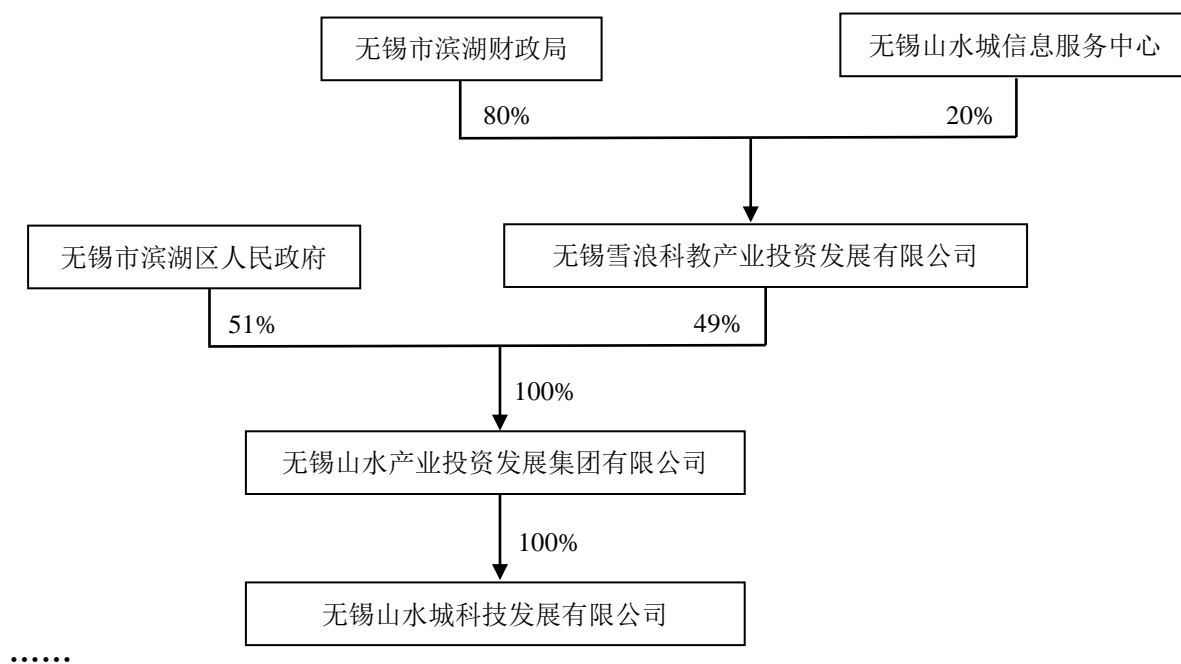 无锡市滨湖财政局
无锡山水城信息服务中心
80%
20%
无锡市滨湖区人民政府
无锡雪浪科教产业投资发展有限公司
51%
49%
100%
无锡山水产业投资发展集团有限公司
100%
无锡山水城科技发展有限公司
……